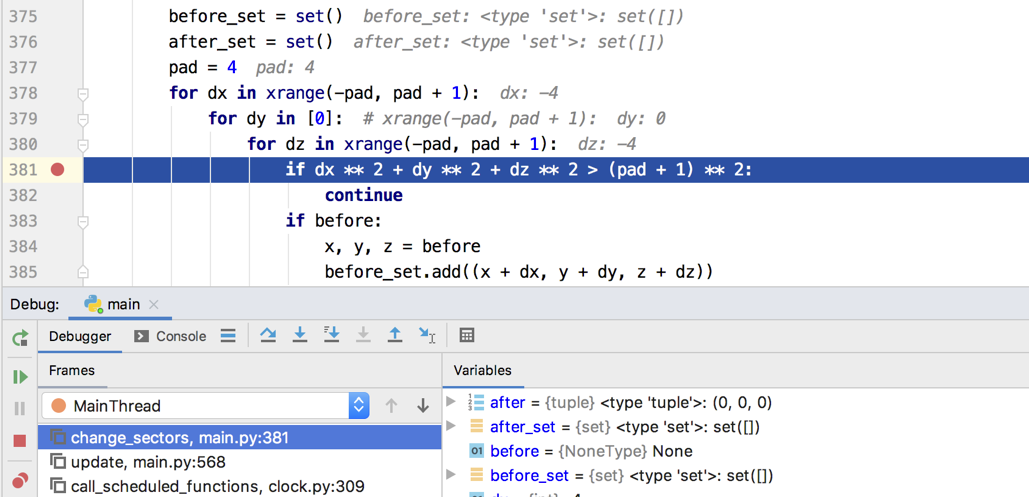 375 before_set = set() before_set: <type 'set'>: set([])
376 after_set = set() after_set: <type 'set'>: set([])
377 pad = 4 pad: 4
378 for dx in xrange(-pad, pad + 1): dx: -4
379 for dy in [0]: # xrange(-pad, pad + 1): dy: 0
380 for dz in xrange(-pad, pad + 1): dz: -4
381 if dx ** 2 + dy ** 2 + dz ** 2 > (pad + 1) ** 2:
382 continue
383 if before:
384 x, y, z = before
385 before_set.add((x + dx, y + dy, z + dz))
Debug: main
Debugger Console
Frames
Variables
MainThread
change_sectors, main.py:381
update, main.py:568
call_scheduled_functions, clock.py:309
after = {tuple} <type 'tuple'>: (0, 0, 0)
after_set = {set} <type 'set'>: set([])
01 before = {NoneType} None
before_set = {set} <type 'set'>: set([])